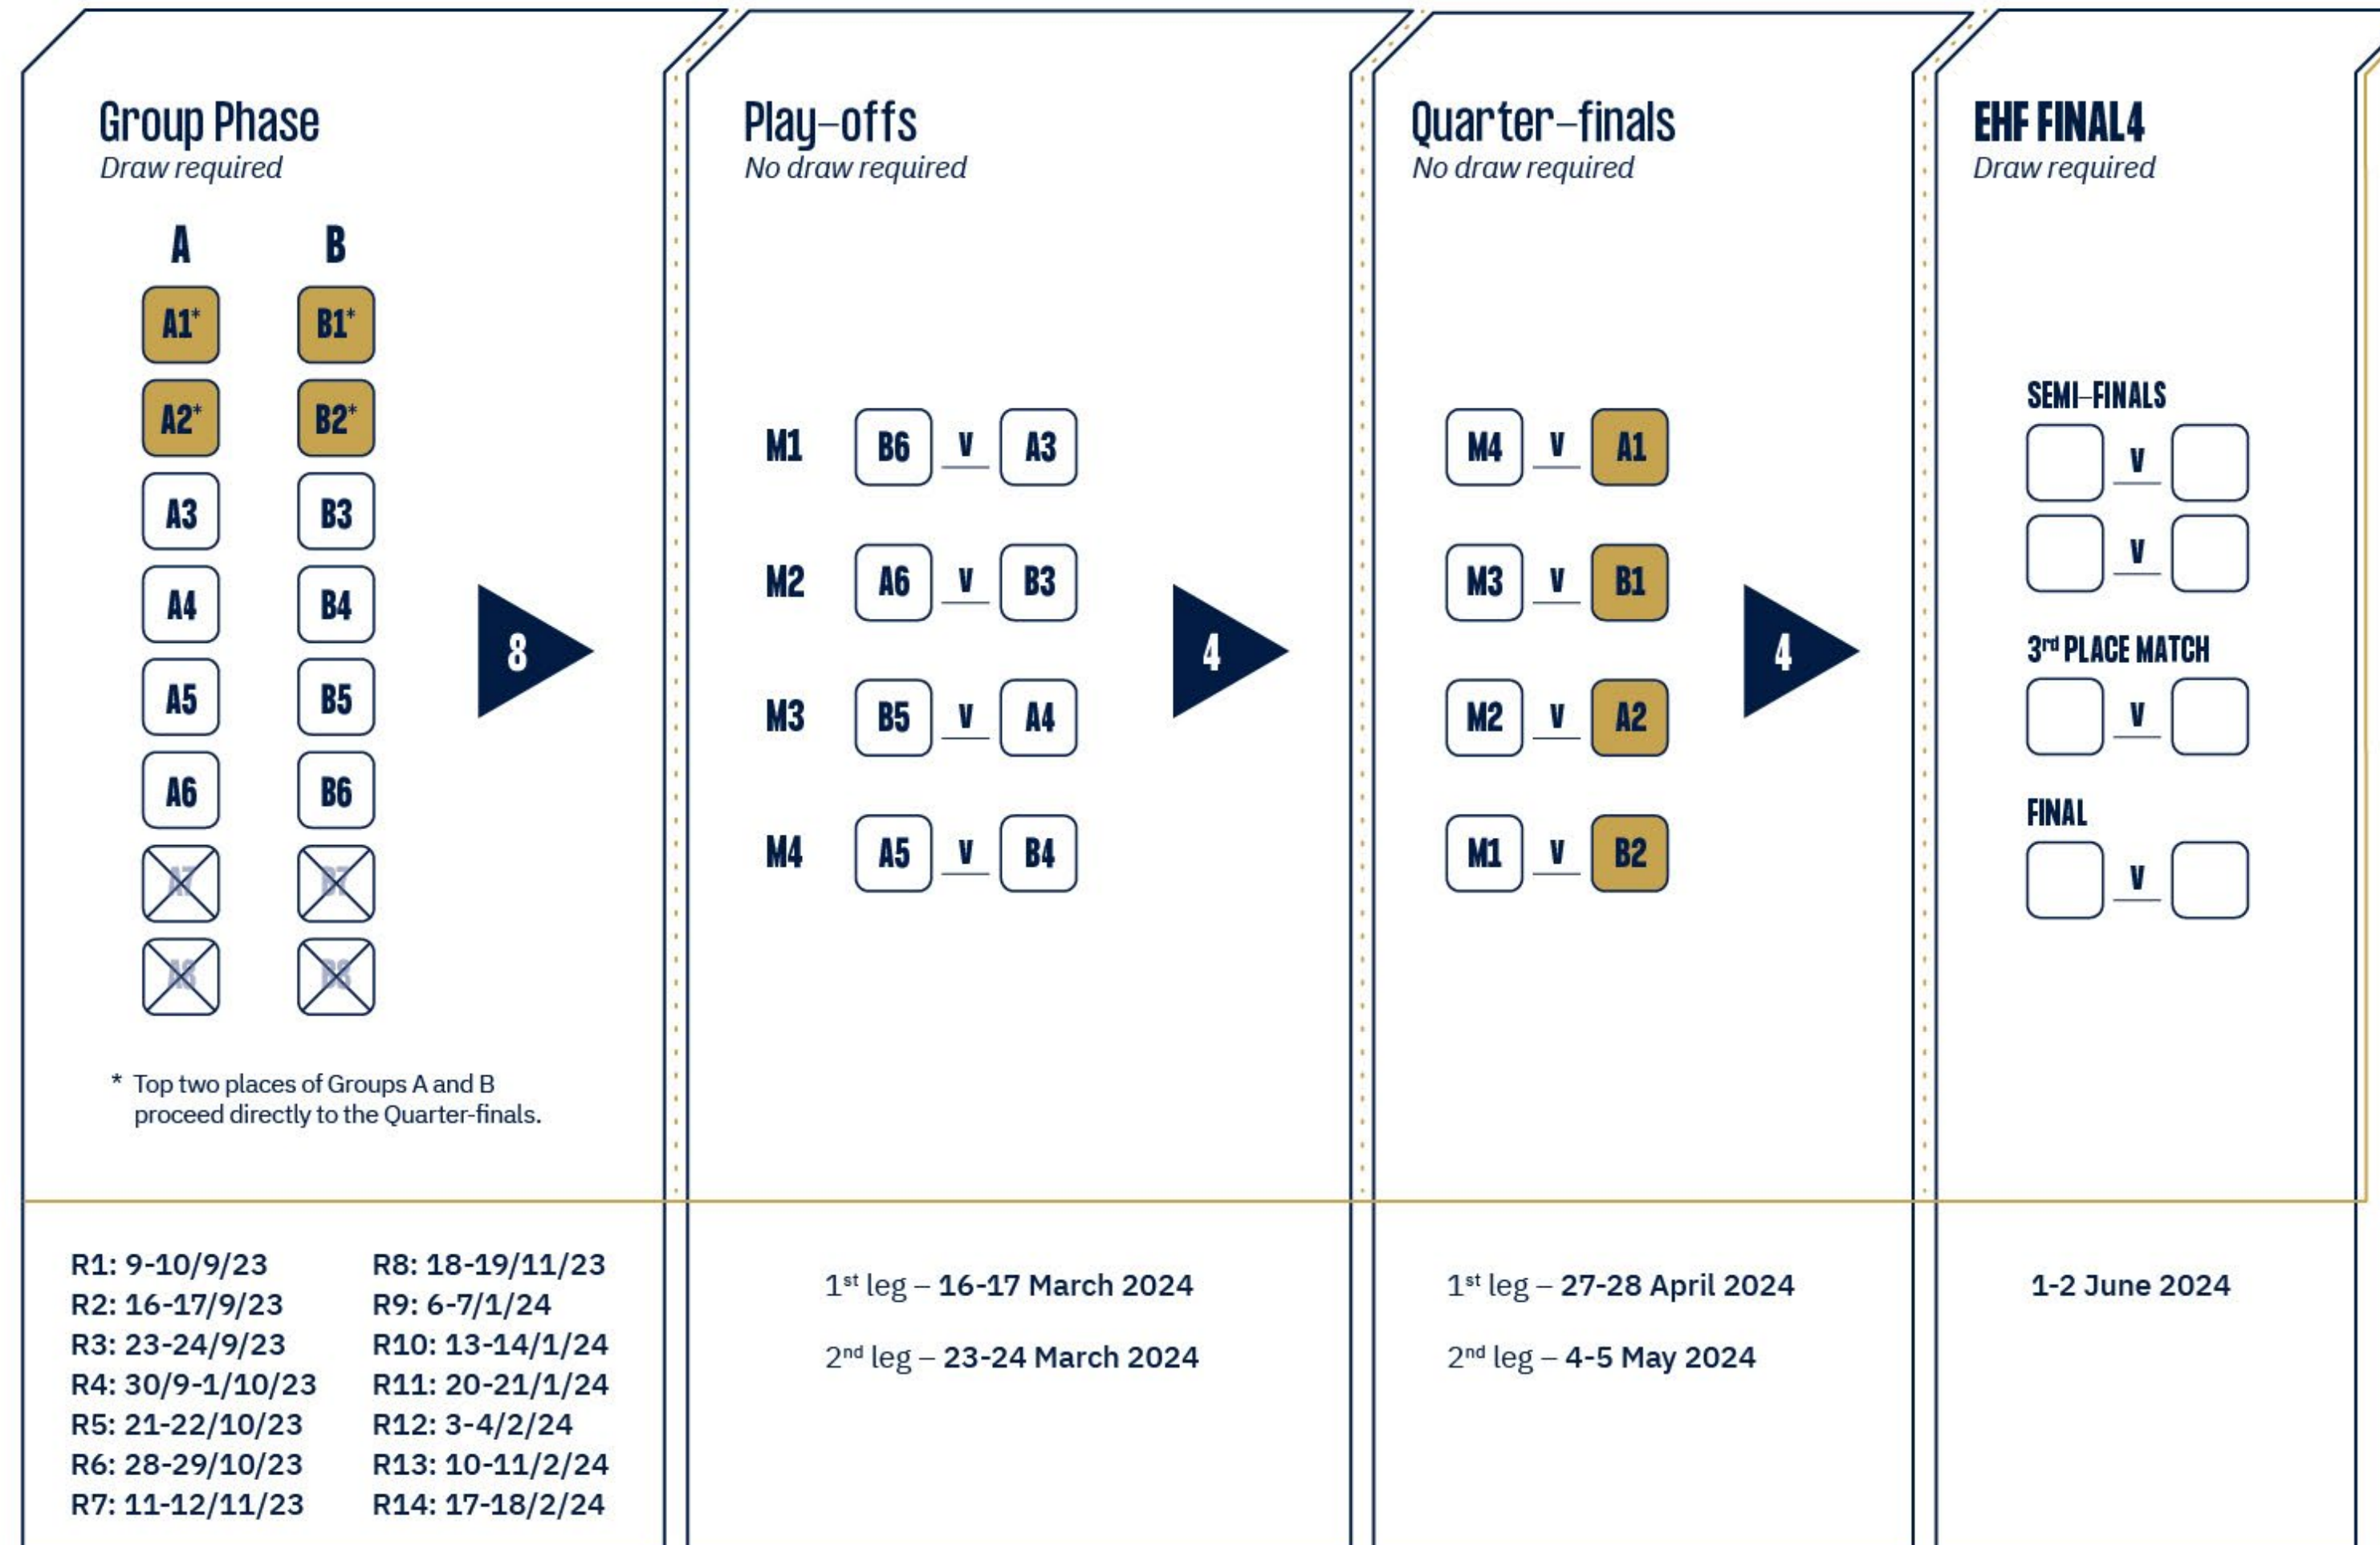 Group Phase
Draw required
A B
A1* B1*
A2* B2*
A3 B3
A4 B4
A5 B5
A6 B6
A7 B7
A8 B8
8
* Top two places of Groups A and B
proceed directly to the Quarter-finals.
R1: 9-10/9/23
R2: 16-17/9/23
R3: 23-24/9/23
R4: 30/9-1/10/23
R5: 21-22/10/23
R6: 28-29/10/23
R7: 11-12/11/23
R8: 18-19/11/23
R9: 6-7/1/24
R10: 13-14/1/24
R11: 20-21/1/24
R12: 3-4/2/24
R13: 10-11/2/24
R14: 17-18/2/24
Play-offs
No draw required
M1 B6 V A3
M2 A6 V B3
M3 B5 V A4
M4 A5 V B4
4
1st leg – 16-17 March 2024
2nd leg – 23-24 March 2024
Quarter-finals
No draw required
M4 V A1
M3 V B1
M2 V A2
M1 V B2
4
1st leg – 27-28 April 2024
2nd leg – 4-5 May 2024
EHF FINAL4
Draw required
SEMI-FINALS
V
V
3rd PLACE MATCH
V
FINAL
V
1-2 June 2024